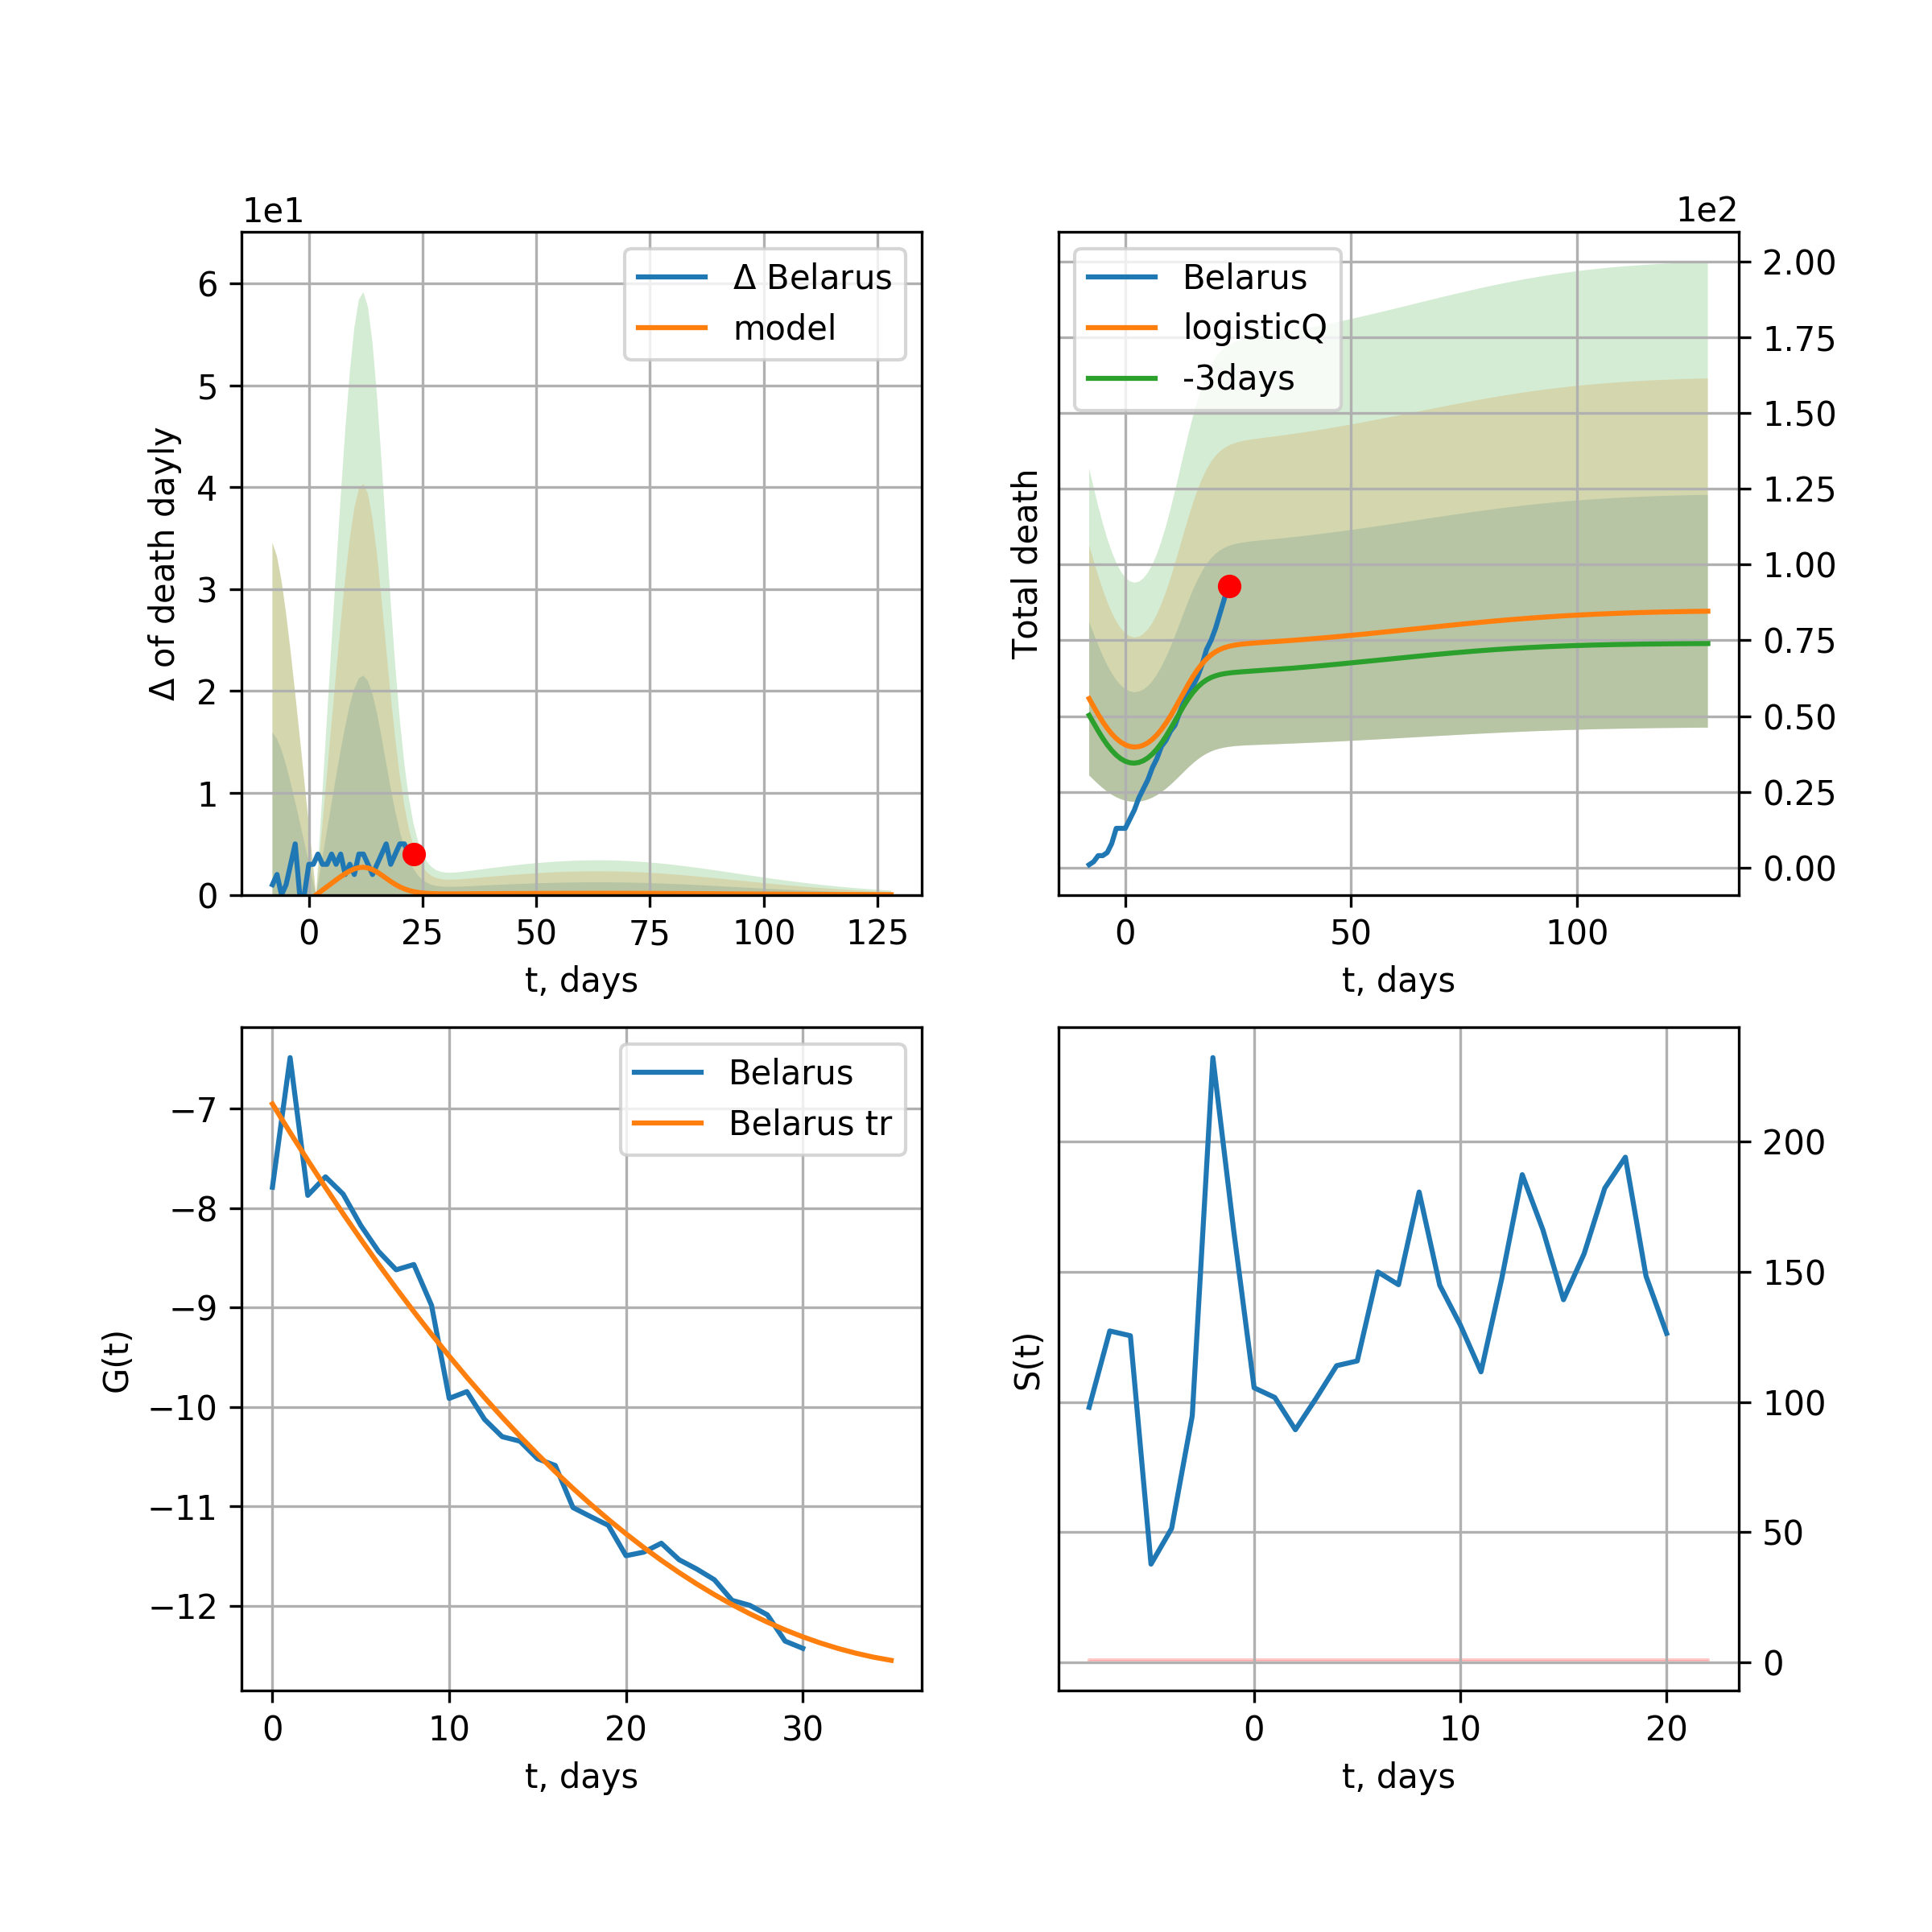 1e1
6
5
4
3
2
1
0
Δ of death dayly
Δ Belarus
model
0 25 50 75 100 125
t, days
1e2
Belarus
logisticQ
-3days
Total death
2.00
1.75
1.50
1.25
1.00
0.75
0.50
0.25
0.00
0 50 100
t, days
Belarus
Belarus tr
G(t)
−7
−8
−9
−10
−11
−12
0 10 20 30
t, days
S(t)
200
150
100
50
0
0 10 20
t, days